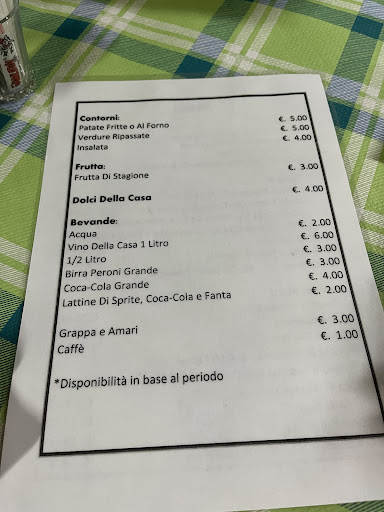 Contorni:
Patate Fritte o Al Forno €. 5.00
Verdure Ripassate €. 5.00
Insalata €. 4.00
Frutta:
Frutta Di Stagione €. 3.00
Dolci Della Casa €. 4.00
Bevande:
Acqua €. 2.00
Vino Della Casa 1 Litro €. 6.00
1/2 Litro €. 3.00
Birra Peroni Grande €. 3.00
Coca-Cola Grande €. 4.00
Lattine Di Sprite, Coca-Cola e Fanta €. 2.00
Grappa e Amari €. 3.00
Caffè €. 1.00
*Disponibilità in base al periodo